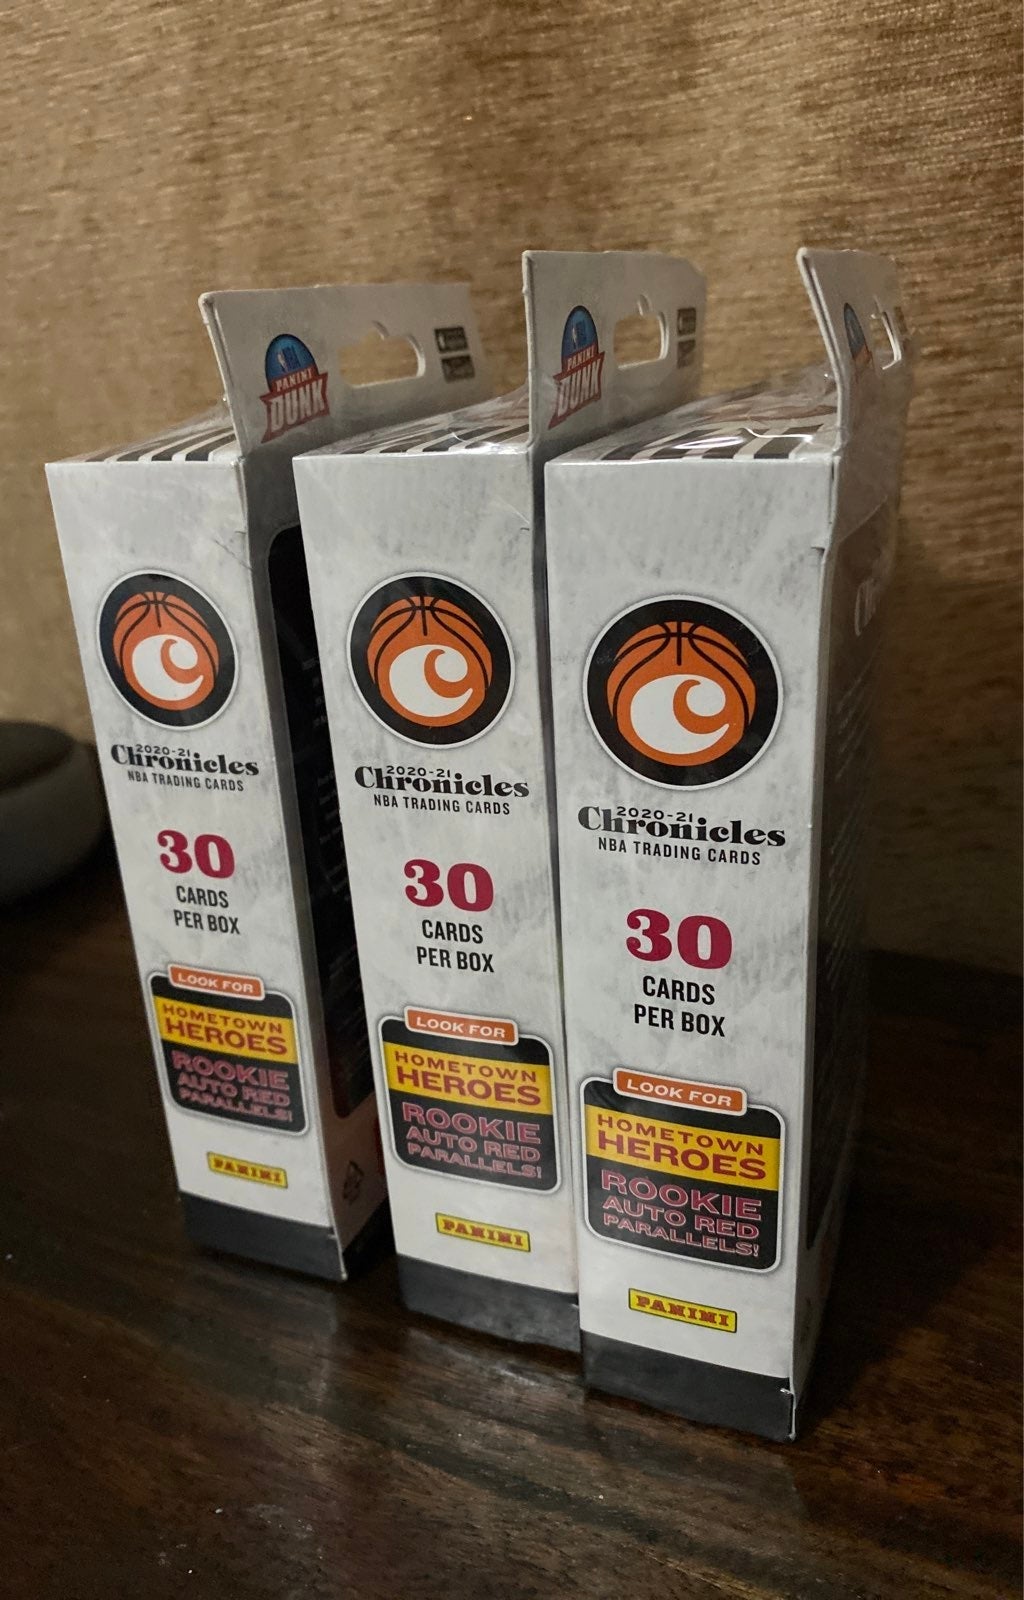 NBA
PANINI
DUNK
2020-21
Chronicles
NBA TRADING CARDS
30
CARDS
PER BOX
LOOK FOR
HOMETOWN
HEROES
ROOKIE
AUTO RED
PARALLELS!
PANINI
PANINI
DUNK
2020-21
Chronicles
NBA TRADING CARDS
30
CARDS
PER BOX
LOOK FOR
HOMETOWN
HEROES
ROOKIE
AUTO RED
PARALLELS!
PANINI
2020-21
Chronicles
NBA TRADING CARDS
30
CARDS
PER BOX
LOOK FOR
HOMETOWN
HEROES
ROOKIE
AUTO RED
PARALLELS!
PANINI